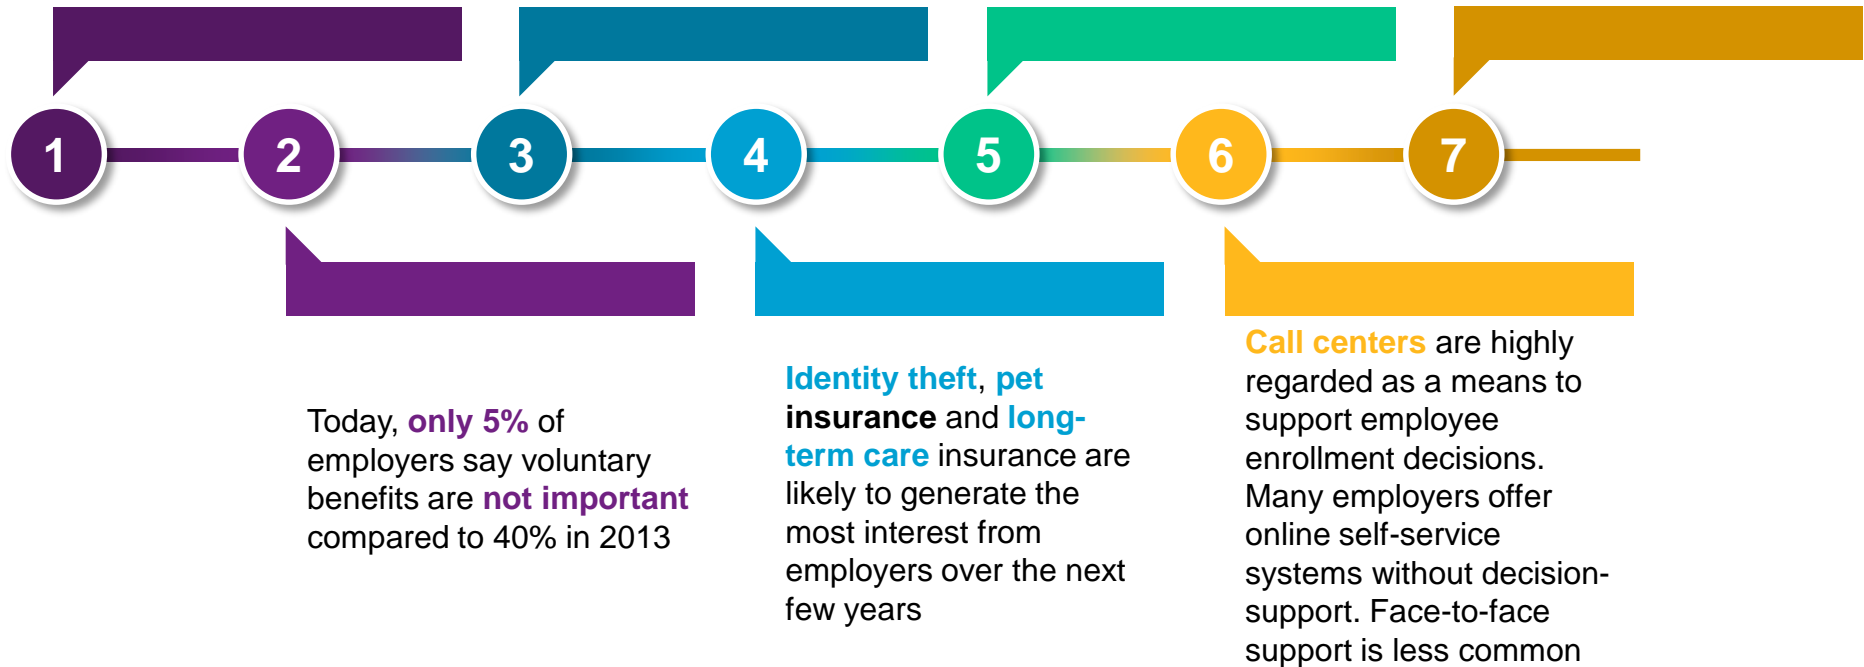 1
2
3
4
5
6
7
Today, only 5% of
employers say voluntary
benefits are not important
compared to 40% in 2013
Identity theft, pet
insurance and long-
term care insurance are
likely to generate the
most interest from
employers over the next
few years
Call centers are highly
regarded as a means to
support employee
enrollment decisions.
Many employers offer
online self-service
systems without decision-
support. Face-to-face
support is less common